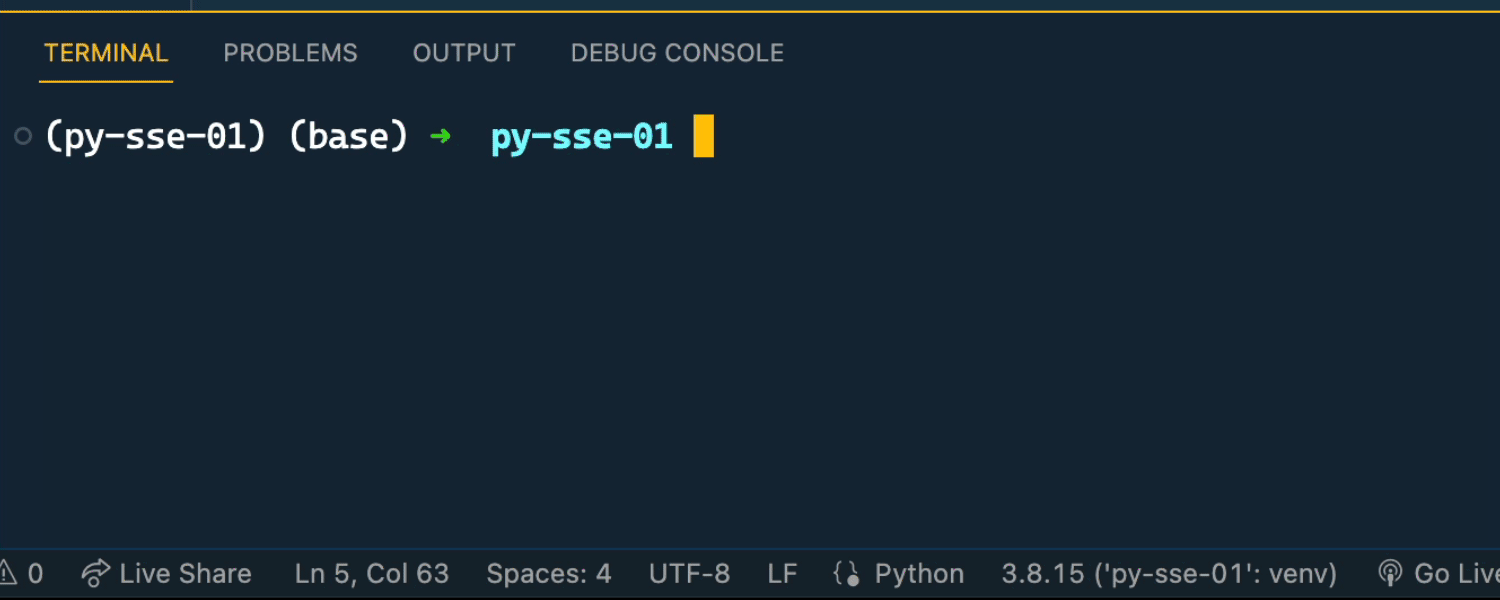 TERMINAL PROBLEMS OUTPUT DEBUG CONSOLE
(py-sse-01) (base) → py-sse-01
0 Live Share Ln 5, Col 63 Spaces: 4 UTF-8 LF Python 3.8.15 ('py-sse-01': venv) Go Live